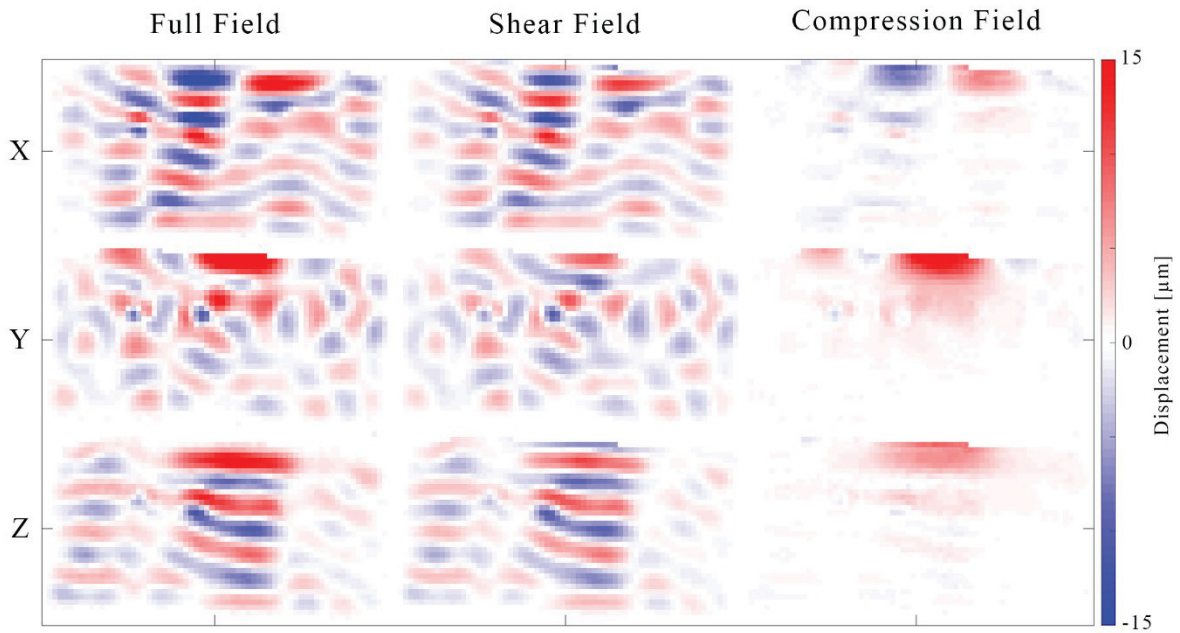 Full Field
Shear Field
Compression Field
X
Y
Z
15
0
-15
Displacement [µm]